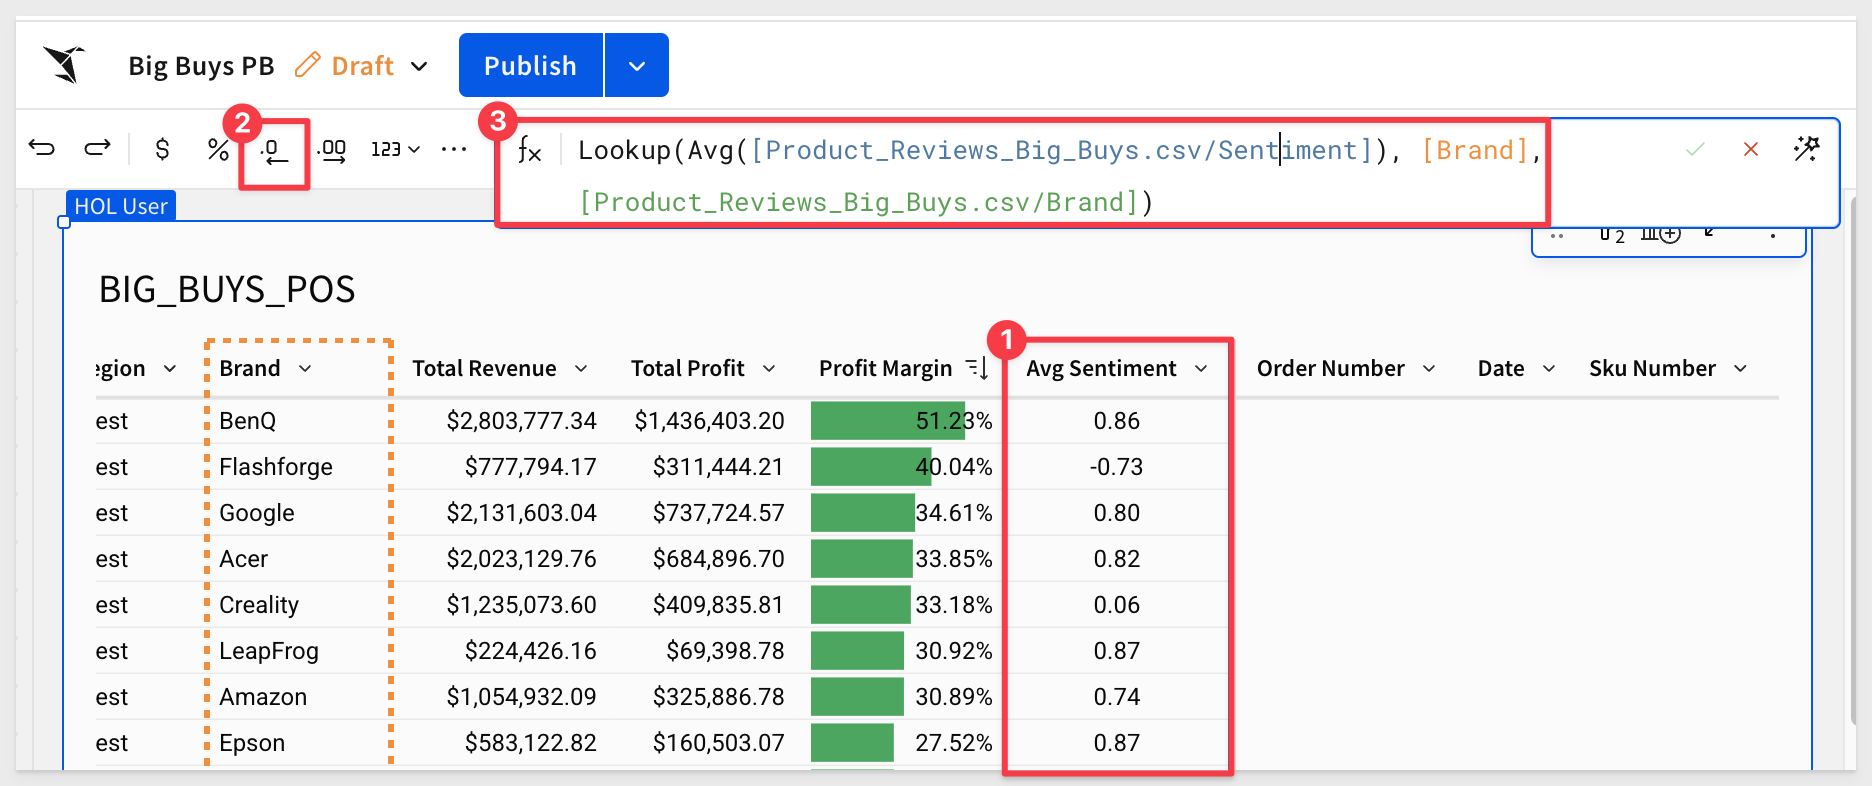 Big Buys PB Draft Publish
2 3
$ % .0 .00 123 ... fx Lookup(Avg([Product_Reviews_Big_Buys.csv/Sentiment]), [Brand],
[Product_Reviews_Big_Buys.csv/Brand])
HOL User
2
BIG_BUYS_POS
1
egion Brand Total Revenue Total Profit Profit Margin Avg Sentiment Order Number Date Sku Number
est BenQ $2,803,777.34 $1,436,403.20 51.23% 0.86
est Flashforge $777,794.17 $311,444.21 40.04% -0.73
est Google $2,131,603.04 $737,724.57 34.61% 0.80
est Acer $2,023,129.76 $684,896.70 33.85% 0.82
est Creality $1,235,073.60 $409,835.81 33.18% 0.06
est LeapFrog $224,426.16 $69,398.78 30.92% 0.87
est Amazon $1,054,932.09 $325,886.78 30.89% 0.74
est Epson $583,122.82 $160,503.07 27.52% 0.87